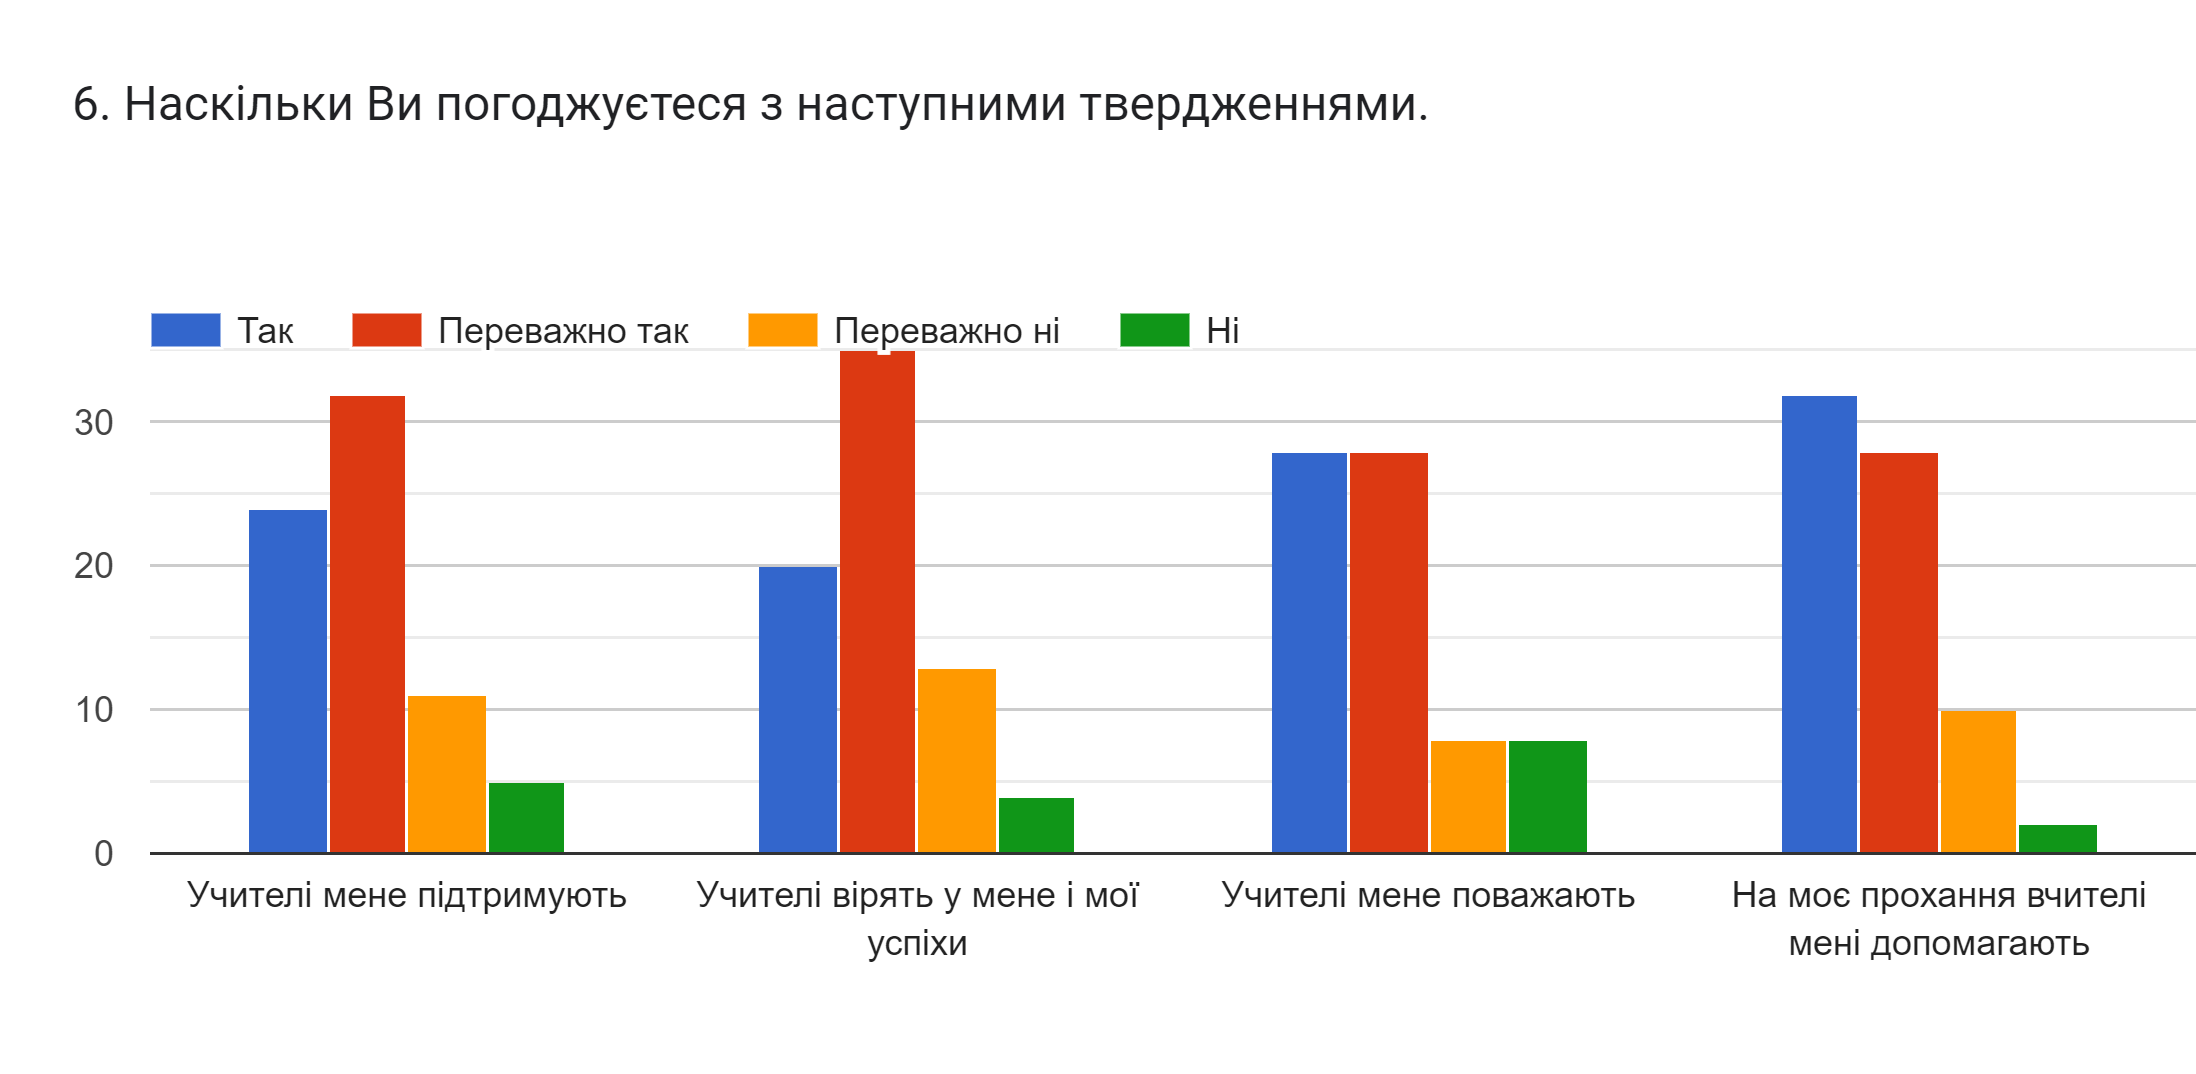 6. Наскільки Ви погоджуєтеся з наступними твердженнями.
Так Переважно так Переважно ні Ні
30
20
10
0
Учителі мене підтримують
Учителі вірять у мене і мої
успіхи
Учителі мене поважають
На моє прохання вчителі
мені допомагають